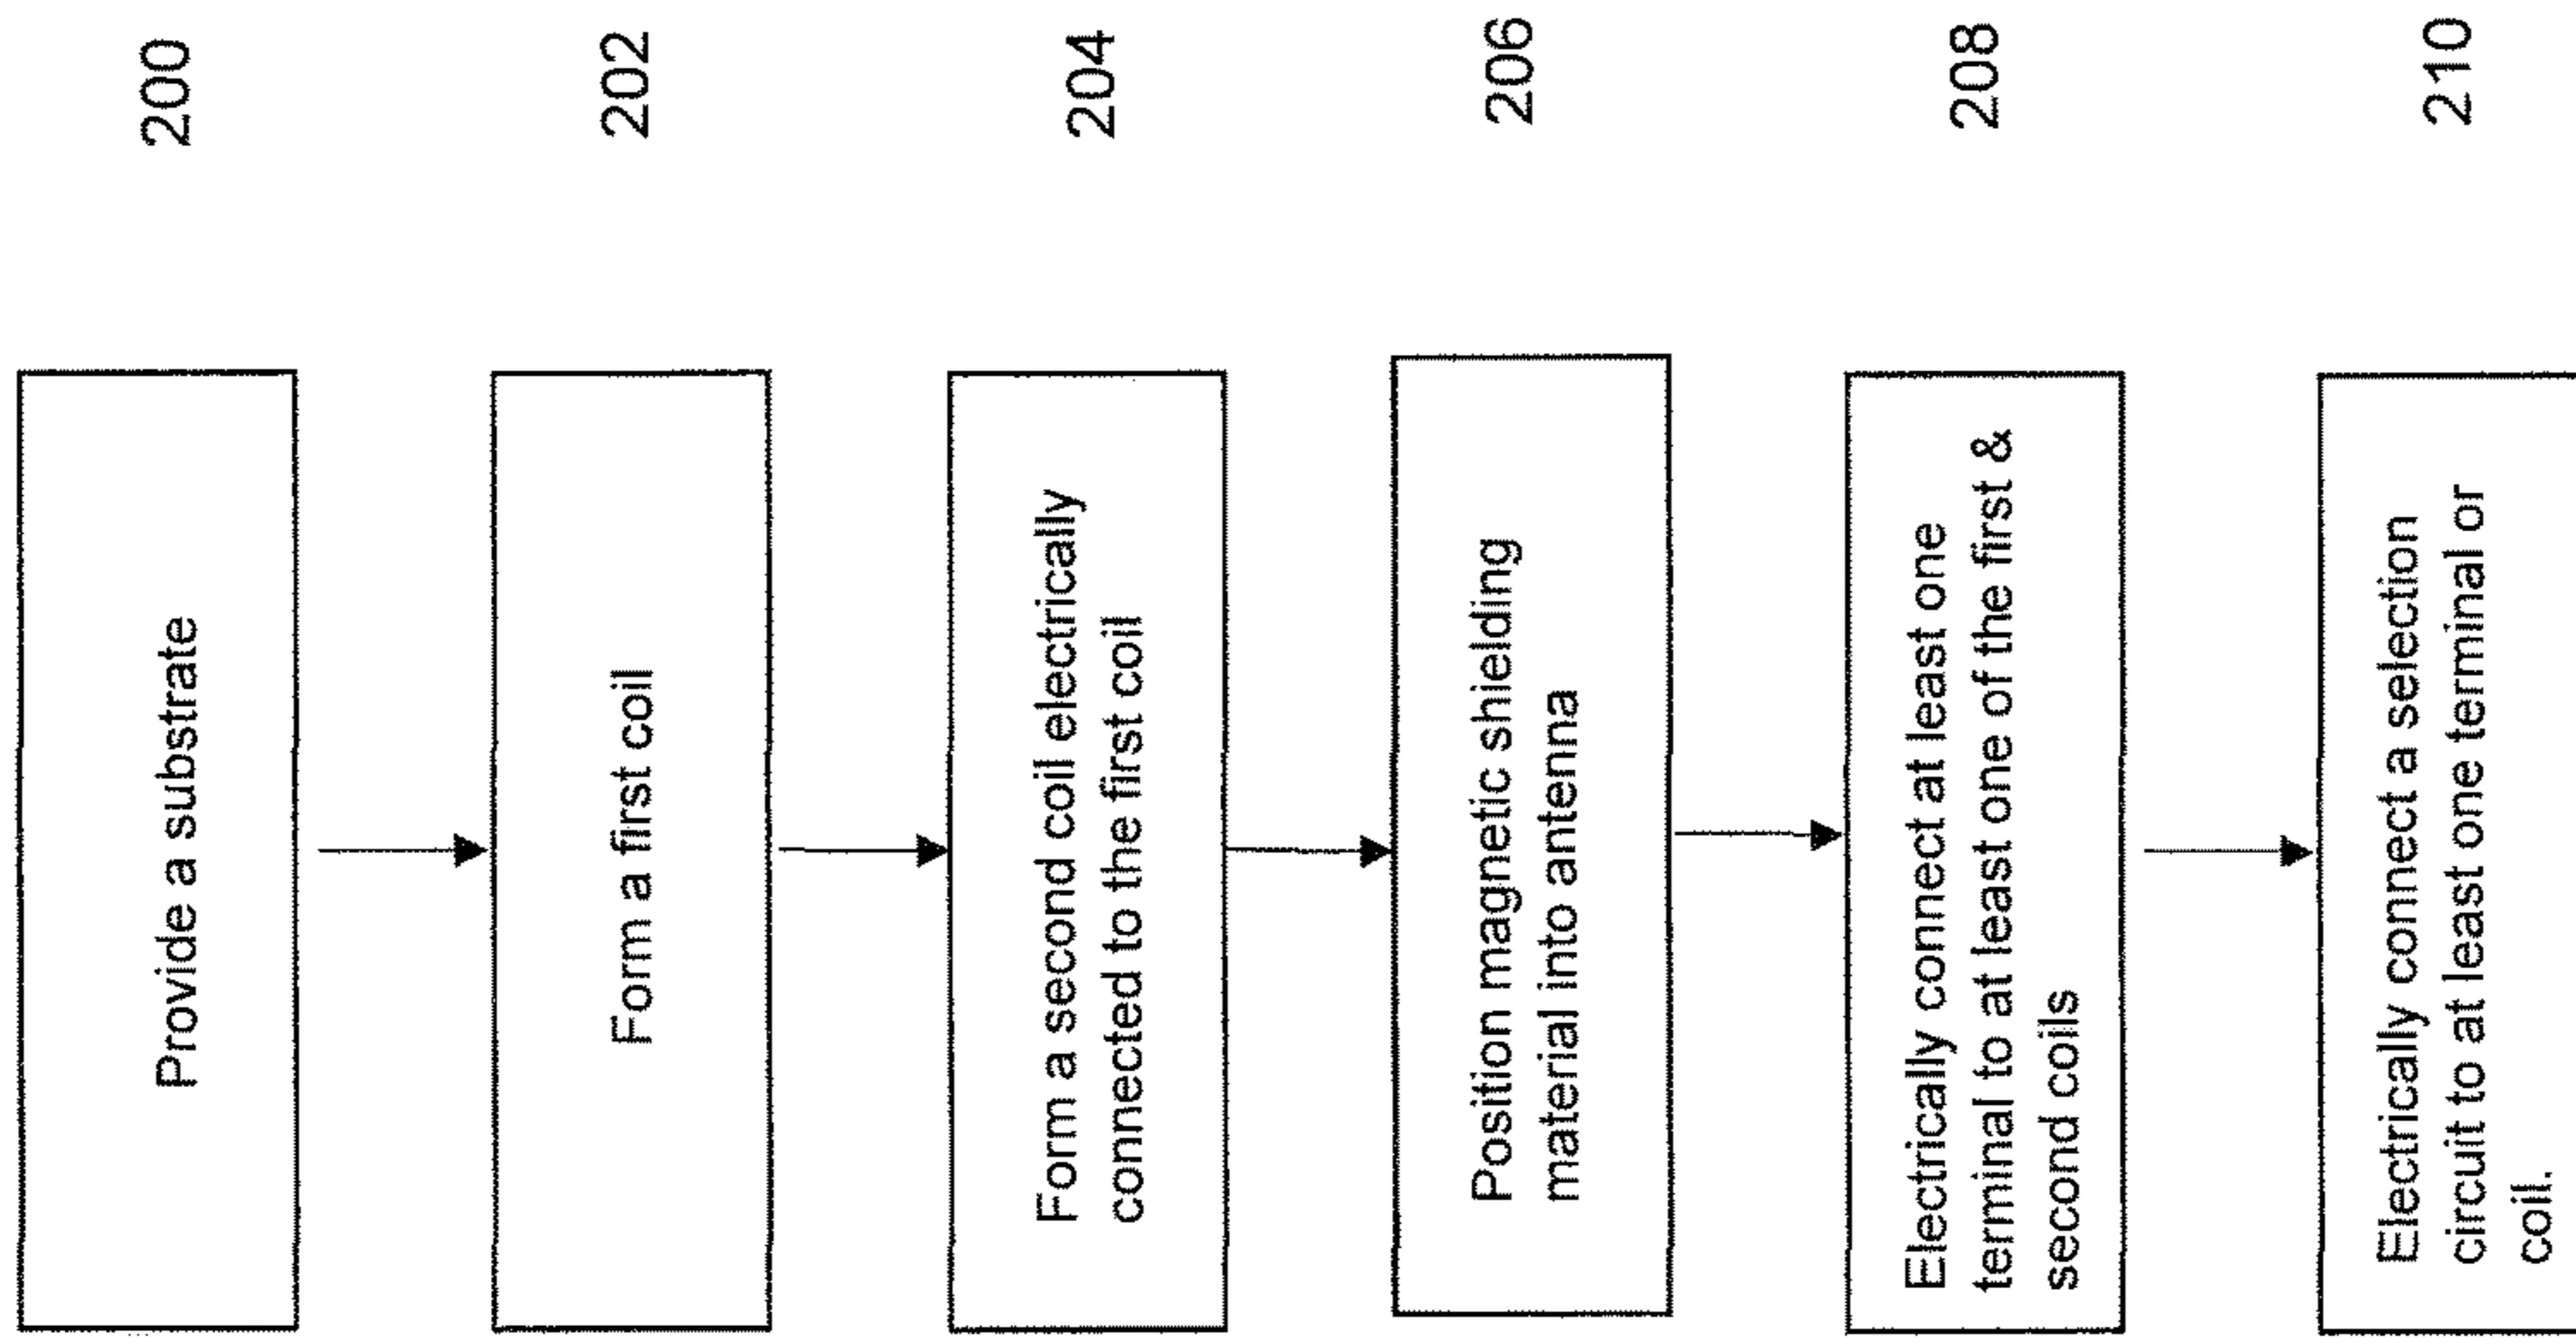 Provide a substrate
200
Form a first coil
202
Form a second coil electrically
connected to the first coil
204
Position magnetic shielding
material into antenna
206
Electrically connect at least one
terminal to at least one of the first &
second coils
208
Electrically connect a selection
circuit to at least one terminal or
coil.
210